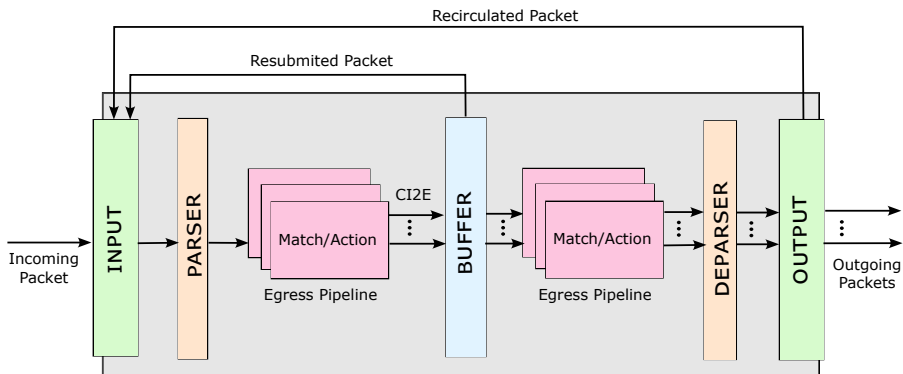 Recirculated Packet
Resubmited Packet
INPUT
PARSER
CI2E
Match/Action
Egress Pipeline
BUFFER
Match/Action
Egress Pipeline
DEPARSER
OUTPUT
Incoming
Packet
Outgoing
Packets